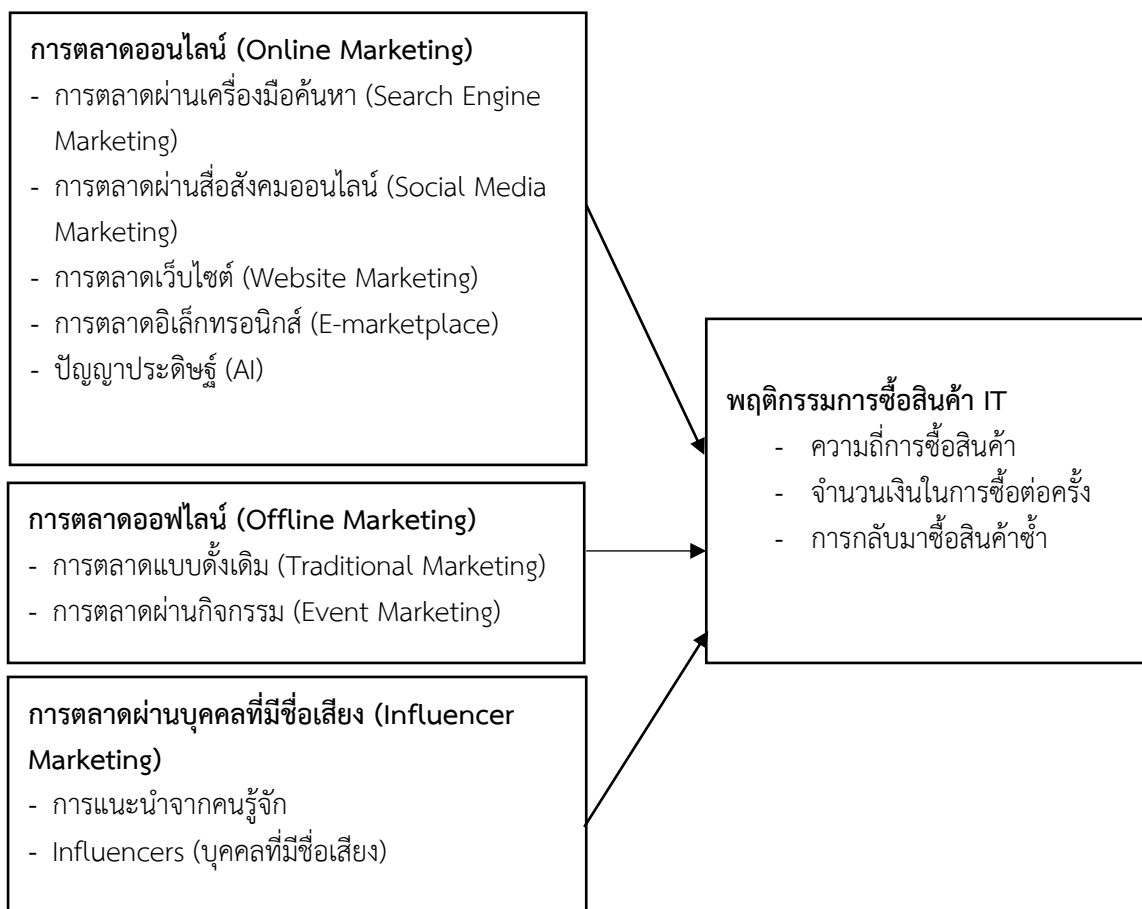 การตลาดออนไลน์ (Online Marketing)
- การตลาดผ่านเครื่องมือค้นหา (Search Engine
Marketing)
- การตลาดผ่านสื่อสังคมออนไลน์ (Social Media
Marketing)
- การตลาดเว็บไซต์ (Website Marketing)
- การตลาดอิเล็กทรอนิกส์ (E-marketplace)
- ปัญญาประดิษฐ์ (AI)
การตลาดออฟไลน์ (Offline Marketing)
- การตลาดแบบดั้งเดิม (Traditional Marketing)
- การตลาดผ่านกิจกรรม (Event Marketing)
การตลาดผ่านบุคคลที่มีชื่อเสียง (Influencer
Marketing)
- การแนะนำจากคนรู้จัก
- Influencers (บุคคลที่มีชื่อเสียง)
พฤติกรรมการซื้อสินค้า IT
- ความถี่การซื้อสินค้า
- จำนวนเงินในการซื้อต่อครั้ง
- การกลับมาซื้อสินค้าซ้ำ